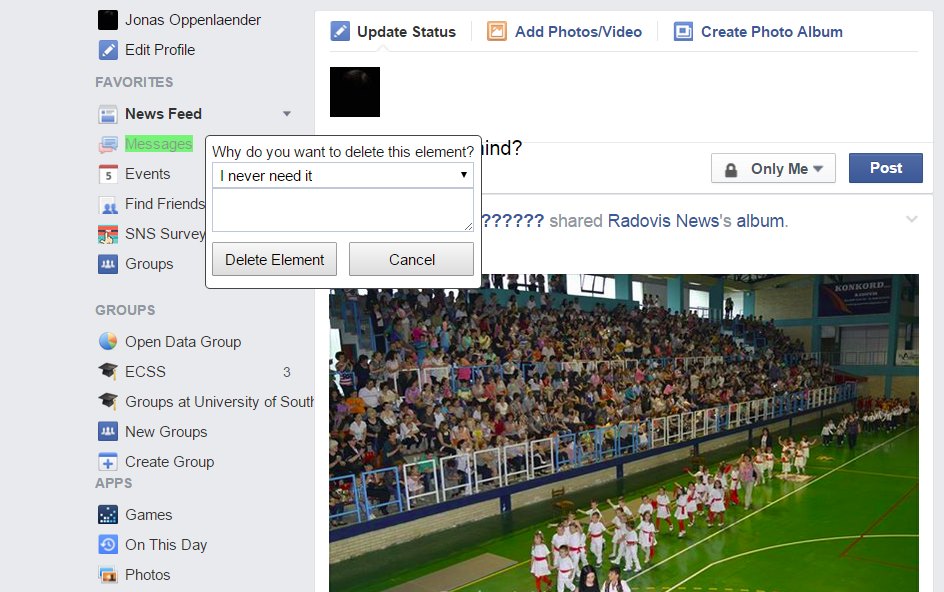 Jonas Oppenlaender
Edit Profile
FAVORITES
News Feed
Messages
5 Events
Find Friends
SNS Survey
Groups
GROUPS
Open Data Group
ECSS 3
Groups at University of South
New Groups
Create Group
APPS
Games
On This Day
Photos
Update Status Add Photos/Video Create Photo Album
Why do you want to delete this element?
I never need it
Delete Element Cancel
ind?
Only Me Post
?????? shared Radovis News's album.
KONKORD